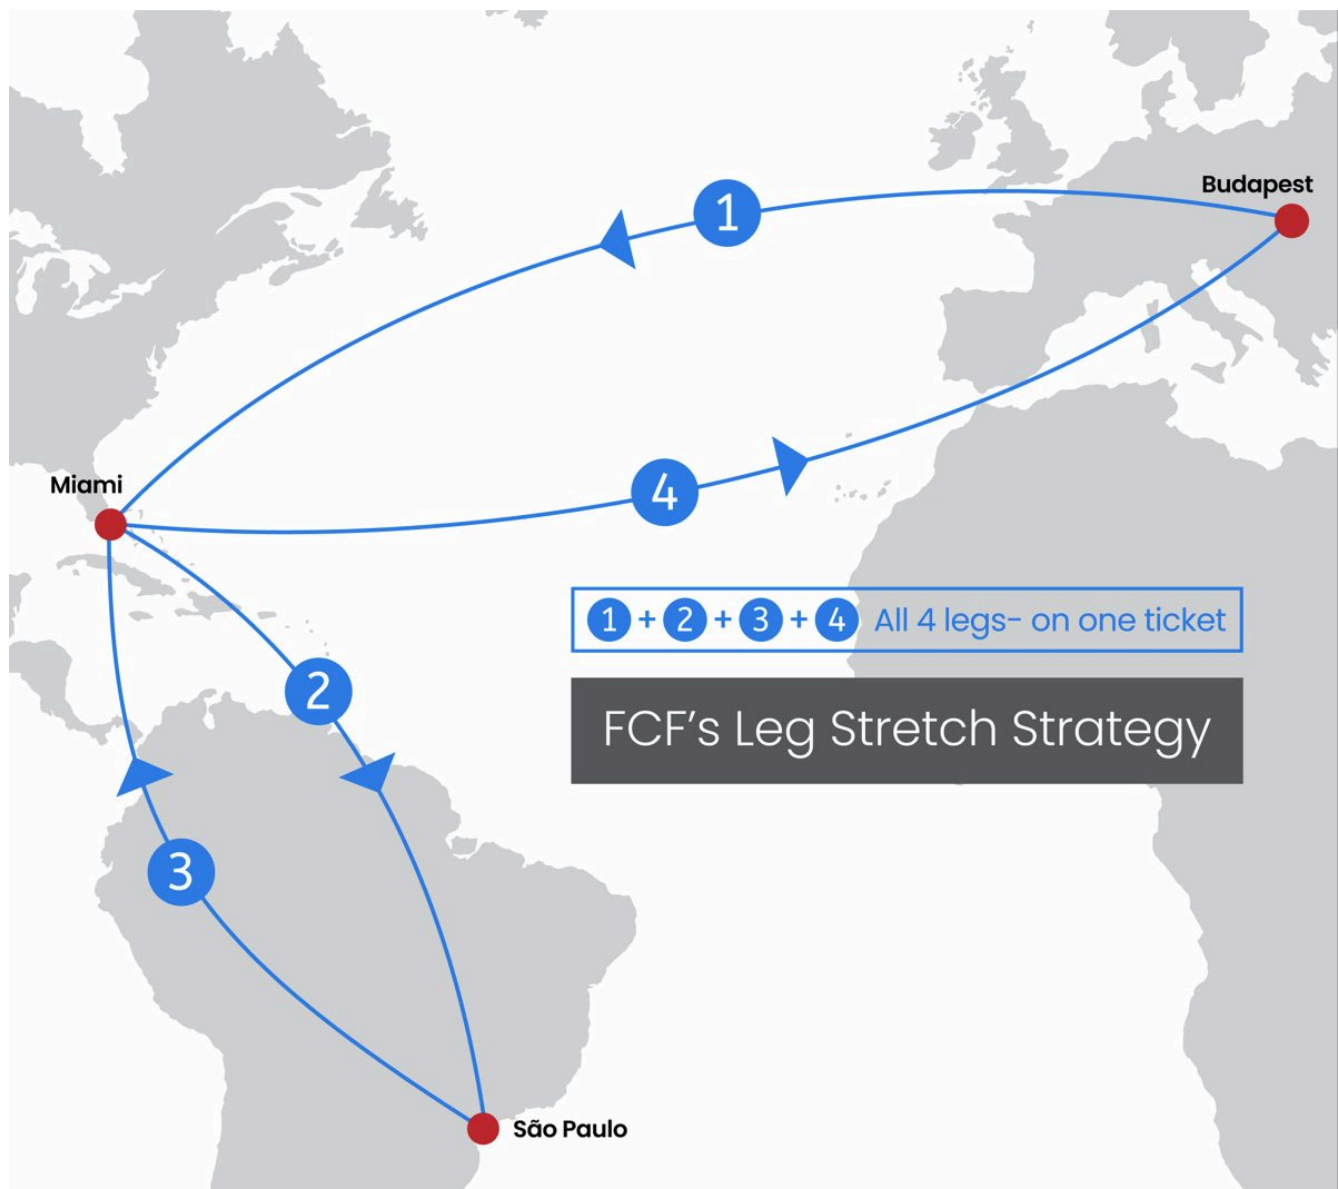 Budapest
1
Miami
4
1 + 2 + 3 + 4 All 4 legs- on one ticket
2
FCF's Leg Stretch Strategy
3
São Paulo